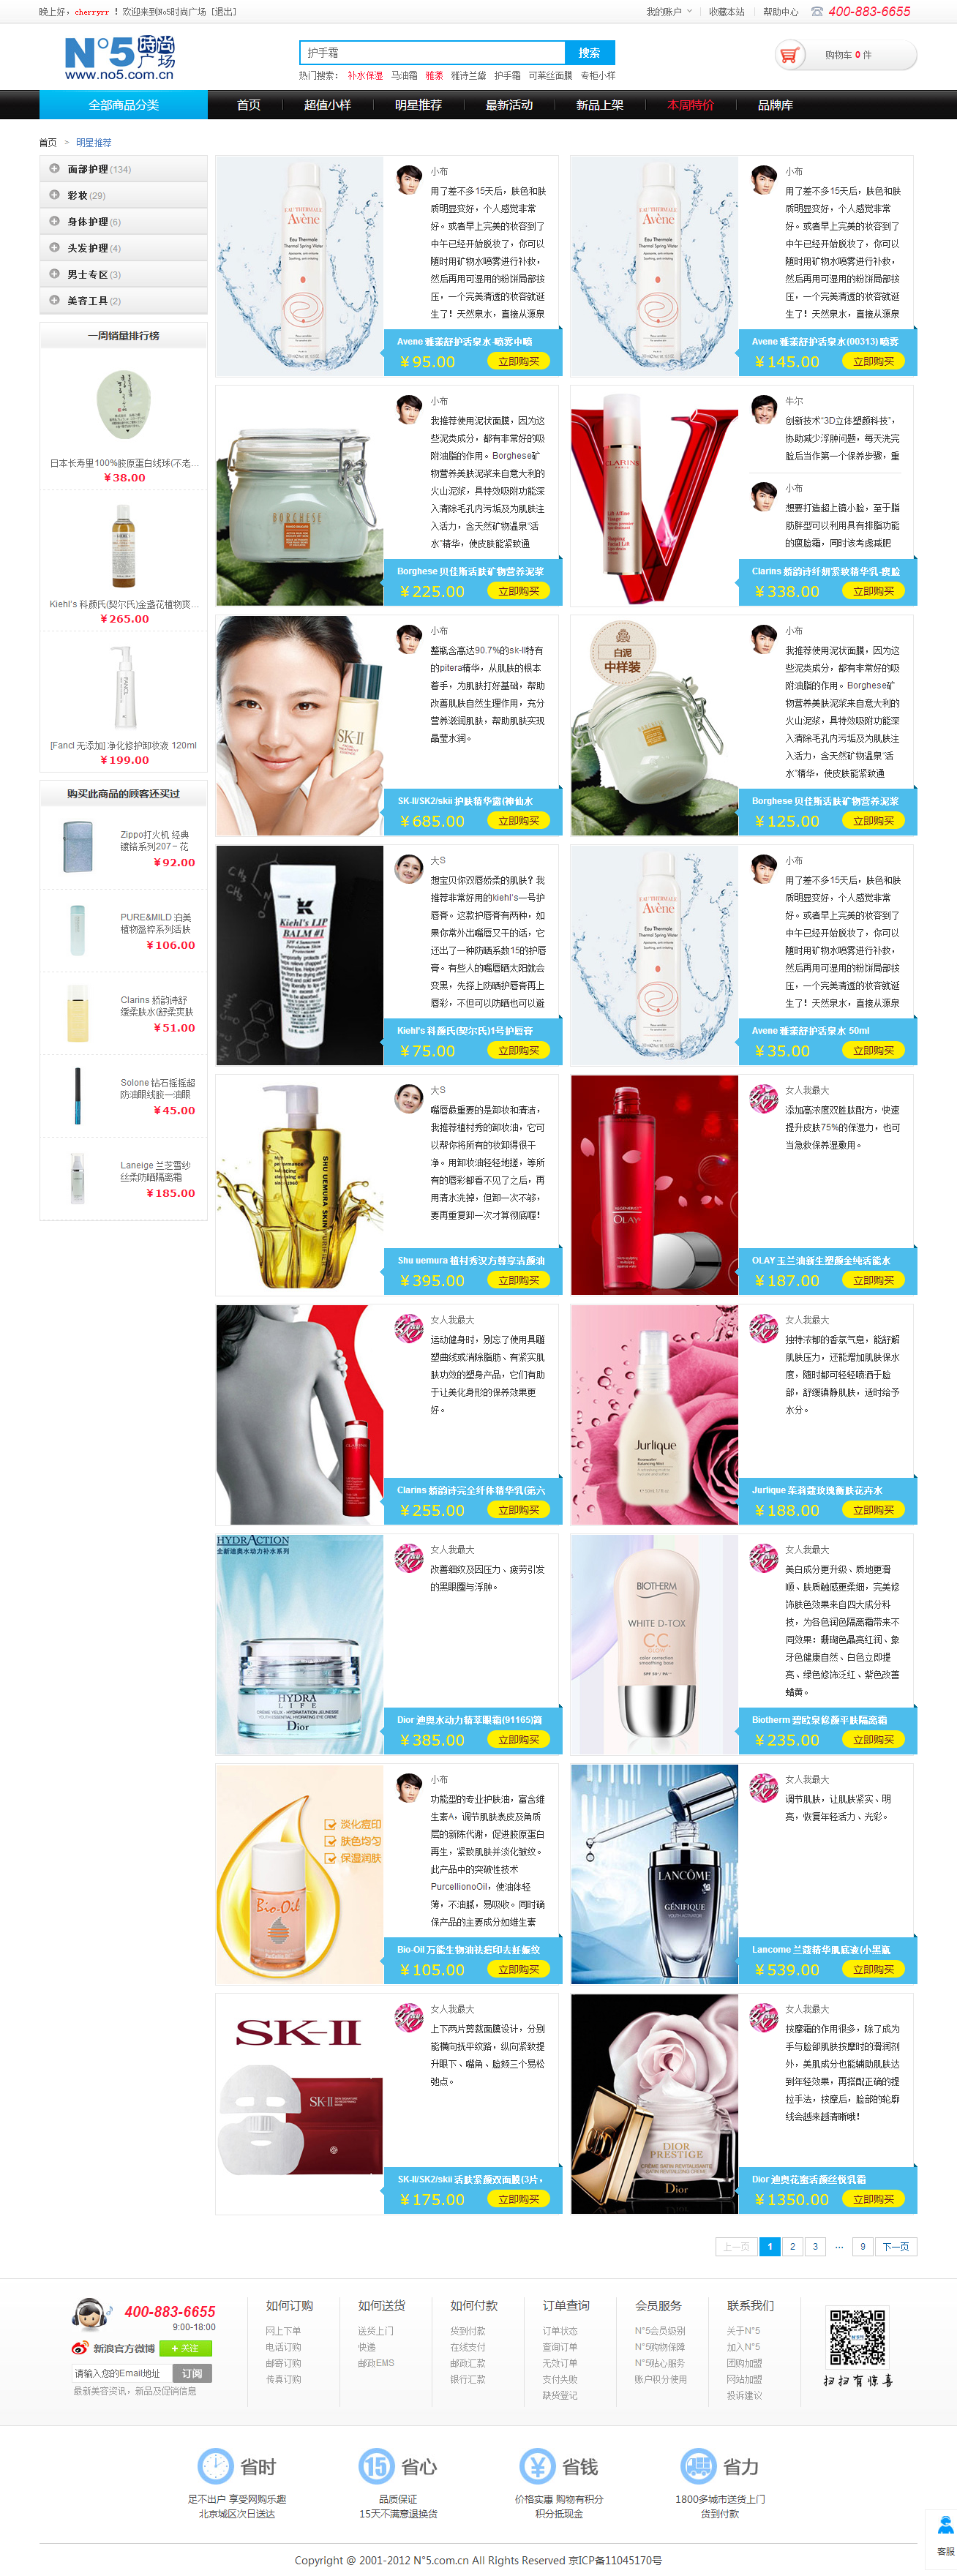 晚上好，cherryrr ！欢迎来到No5时尚广场 [退出]
我的账户 收藏本站 帮助中心 400-883-6655
N°5 時尚广场
www.no5.com.cn
护手霜 搜索
热门搜索： 补水保湿 马油霜 雅漾 雅诗兰黛 护手霜 可莱丝面膜 专柜小样
购物车 0 件
全部商品分类 首页 超值小样 明星推荐 最新活动 新品上架 本周特价 品牌库
首页 > 明星推荐
面部护理(134)
彩妆(29)
身体护理(6)
头发护理(4)
男士专区(3)
美容工具(2)
一周销量排行榜
日本长寿里100%胶原蛋白线球(不老...
￥38.00
Kiehl's 科颜氏(契尔氏)金盏花植物爽...
￥265.00
[Fancl 无添加]净化修护卸妆液 120ml
￥199.00
购买此商品的顾客还买过
Zippo打火机 经典
镀铬系列207－花
￥92.00
PURE&MILD 泊美
植物盈粹系列活肤
￥106.00
Clarins 娇韵诗舒
缓柔肤水(舒柔爽肤
￥51.00
Solone 钻石摇摇超
防油眼线胶—油眼
￥45.00
Laneige 兰芝雪纱
丝柔防晒隔离霜
￥185.00
小布
用了差不多15天后，肤色和肤
质明显变好，个人感觉非常
好。或者早上完美的妆容到了
中午已经开始脱妆了，你可以
随时用矿物水喷雾进行补救，
然后再用可湿用的粉饼局部按
压，一个完美清透的妆容就诞
生了！天然泉水，直接从源泉
Avene 雅漾舒护活泉水-喷雾中喷
￥95.00 立即购买
小布
用了差不多15天后，肤色和肤
质明显变好，个人感觉非常
好。或者早上完美的妆容到了
中午已经开始脱妆了，你可以
随时用矿物水喷雾进行补救，
然后再用可湿用的粉饼局部按
压，一个完美清透的妆容就诞
生了！天然泉水，直接从源泉
Avene 雅漾舒护活泉水(00313) 喷雾
￥145.00 立即购买
小布
我推荐使用泥状面膜，因为这
些泥类成分，都有非常好的吸
附油脂的作用。Borghese矿
物营养美肤泥浆来自意大利的
火山泥浆，具特效吸附功能深
入清除毛孔内污垢及为肌肤注
入活力，含天然矿物温泉"活
水"精华，使皮肤能紧致通
Borghese 贝佳斯活肤矿物营养泥浆
￥225.00 立即购买
CLARINS
牛尔
创新技术"3D立体塑颜科技"，
协助减少浮肿问题，每天洗完
脸后当作第一个保养步骤，重
小布
想要打造超上镜小脸，至于脂
肪胖型可以利用具有排脂功能
的瘦脸霜，同时该考虑减肥
Clarins 娇韵诗纤妍紧致精华乳-瘦脸
￥338.00 立即购买
SK-II
小布
整瓶含高达90.7%的sk-II特有
的pitera精华，从肌肤的根本
着手，为肌肤打好基础，帮助
改善肌肤自然生理作用，充分
营养滋润肌肤，帮助肌肤实现
晶莹水润。
SK-II/SK2/skii 护肤精华露(神仙水
￥685.00 立即购买
白泥
中样装
小布
我推荐使用泥状面膜，因为这
些泥类成分，都有非常好的吸
附油脂的作用。Borghese矿
物营养美肤泥浆来自意大利的
火山泥浆，具特效吸附功能深
入清除毛孔内污垢及为肌肤注
入活力，含天然矿物温泉"活
水"精华，使皮肤能紧致通
Borghese 贝佳斯活肤矿物营养泥浆
￥125.00 立即购买
Kiehl's LIP
BALM #1
大S
想宝贝你双唇娇柔的肌肤？我
推荐非常好用的kiehl's一号护
唇膏。这款护唇膏有两种，如
果你常外出嘴唇又干的话，它
还出了一种防晒系数15的护唇
膏。有些人的嘴唇晒太阳就会
变黑，先搽上防晒护唇膏再上
唇彩，不但可以防晒也可以避
Kiehl's 科颜氏(契尔氏)1号护唇膏
￥75.00 立即购买
小布
用了差不多15天后，肤色和肤
质明显变好，个人感觉非常
好。或者早上完美的妆容到了
中午已经开始脱妆了，你可以
随时用矿物水喷雾进行补救，
然后再用可湿用的粉饼局部按
压，一个完美清透的妆容就诞
生了！天然泉水，直接从源泉
Avene 雅漾舒护活泉水 50ml
￥35.00 立即购买
大S
嘴唇最重要的是卸妆和清洁，
我推荐植村秀的卸妆油，它可
以帮你将所有的妆卸得很干
净。用卸妆油轻轻地搓，等所
有的唇彩都看不见了之后，再
用清水洗掉，但卸一次不够，
要再重复卸一次才算彻底喔！
Shu uemura 植村秀汉方尊享洁颜油
￥395.00 立即购买
OLAY
女人我最大
添加高浓度双胜肽配方，快速
提升皮肤75%的保湿力，也可
当急救保养湿敷用。
OLAY 玉兰油新生塑颜金纯活能水
￥187.00 立即购买
女人我最大
运动健身时，别忘了使用具雕
塑曲线或消除脂肪、有紧实肌
肤功效的塑身产品，它们有助
于让美化身形的保养效果更
好。
Clarins 娇韵诗完全纤体精华乳(第六
￥255.00 立即购买
Jurlique
女人我最大
独特浓郁的香氛气息，能舒解
肌肤压力，还能增加肌肤保水
度，随时都可轻轻喷洒于脸
部，舒缓镇静肌肤，适时给予
水分。
Jurlique 茱莉蔻玫瑰衡肤花卉水
￥188.00 立即购买
HYDRACTION
全新迪奥水动力补水系列
HYDRA
LIFE
Dior
女人我最大
改善细纹及因压力、疲劳引发
的黑眼圈与浮肿。
Dior 迪奥水动力精萃眼霜(91165)简
￥385.00 立即购买
BIOTHERM
WHITE D-TOX
C.C.
女人我最大
美白成分更升级、质地更滑
顺、肤质触感更柔细，完美修
饰肤色效果来自四大成分科
技，为各色润色隔离霜带来不
同效果：珊瑚色晶亮红润、象
牙色健康自然、白色立即提
亮、绿色修饰泛红、紫色改善
蜡黄。
Biotherm 碧欧泉修颜平肤隔离霜
￥235.00 立即购买
淡化痘印
肤色均匀
保湿润肤
Bio-Oil
小布
功能型的专业护肤油，富含维
生素A，调节肌肤表皮及角质
层的新陈代谢，促进胶原蛋白
再生，紧致肌肤并淡化皱纹。
此产品中的突破性技术
PurcellionoOil，使油体轻
薄，不油腻，易吸收。同时确
保产品的主要成分如维生素
Bio-Oil 万能生物油祛痘印去妊娠纹
￥105.00 立即购买
LANCÔME
GÉNIFIQUE
女人我最大
调节肌肤，让肌肤紧实、明
亮，恢复年轻活力、光彩。
Lancome 兰蔻精华肌底液(小黑瓶
￥539.00 立即购买
SK-II
SK-II
女人我最大
上下两片剪裁面膜设计，分别
能横向抚平纹路，纵向紧致提
升眼下、嘴角、脸颊三个易松
弛点。
SK-II/SK2/skii 活肤紧颜双面膜(3片，
￥175.00 立即购买
DIOR
PRESTIGE
Dior
女人我最大
按摩霜的作用很多，除了成为
手与脸部肌肤按摩时的滑润剂
外，美肌成分也能辅助肌肤达
到年轻效果，再搭配正确的提
拉手法，按摩后，脸部的轮廓
线会越来越清晰哦！
Dior 迪奥花蜜活颜丝悦乳霜
￥1350.00 立即购买
上一页 1 2 3 ... 9 下一页
400-883-6655
9:00-18:00
新浪官方微博 + 关注
请输入您的Email地址 订阅
最新美容资讯，新品及促销信息
如何订购
网上下单
电话订购
邮寄订购
传真订购
如何送货
送货上门
快递
邮政EMS
如何付款
货到付款
在线支付
邮政汇款
银行汇款
订单查询
订单状态
查询订单
无效订单
支付失败
缺货登记
会员服务
N°5会员级别
N°5购物保障
N°5贴心服务
账户积分使用
联系我们
关于N°5
加入N°5
团购加盟
网站加盟
投诉建议
扫扫有惊喜
省时
足不出户 享受网购乐趣
北京城区次日送达
15 省心
品质保证
15天不满意退换货
¥ 省钱
价格实惠 购物有积分
积分抵现金
省力
1800多城市送货上门
货到付款
客服
Copyright @ 2001-2012 N°5.com.cn All Rights Reserved 京ICP备11045170号